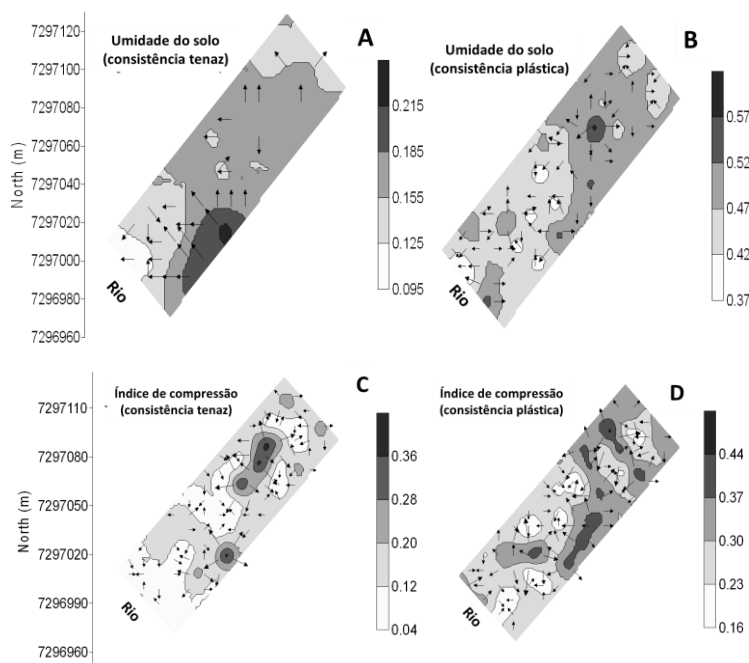 7297120
7297100
7297080
7297060
7297040
7297020
7297000
7296980
7296960
North (m)
Umidade do solo
(consistência tenaz)
A
0.215
0.185
0.155
0.125
0.095
Rio
Umidade do solo
(consistência plástica)
B
0.57
0.52
0.47
0.42
0.37
Rio
7297110
7297080
7297050
7297020
7296990
7296960
North (m)
Índice de compressão
(consistência tenaz)
C
0.36
0.28
0.20
0.12
0.04
Rio
Índice de compressão
(consistência plástica)
D
0.44
0.37
0.30
0.23
0.16
Rio